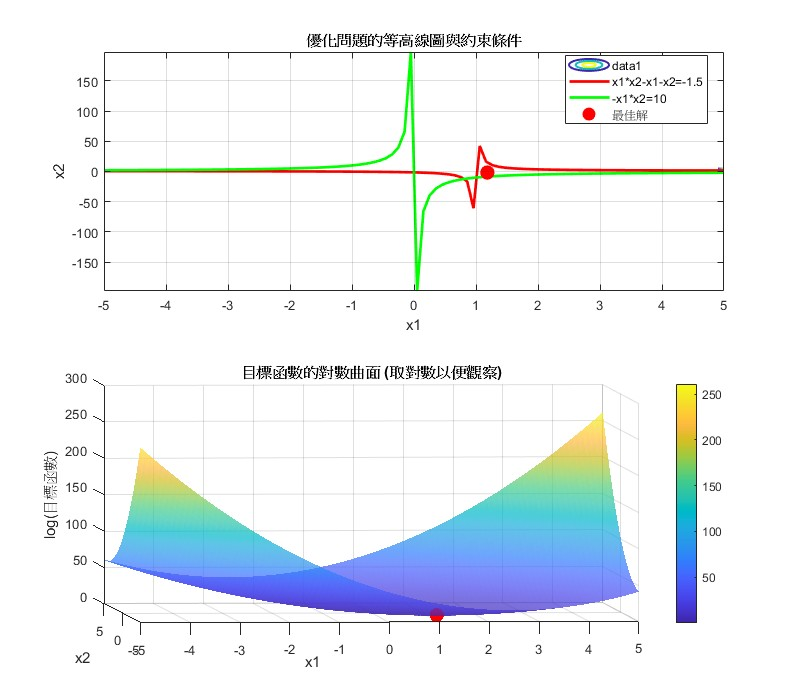 優化問題的等高線圖與約束條件
150
100
50
0
-50
-100
-150
x2
-5 -4 -3 -2 -1 0 1 2 3 4 5
x1
data1
x1*x2-x1-x2=-1.5
-x1*x2=10
最佳解
目標函數的對數曲面 (取對數以便觀察)
300
250
200
150
100
50
0
log(目標函數)
5
0
-5
x2
-5 -4 -3 -2 -1 0 1 2 3 4 5
x1
250
200
150
100
50